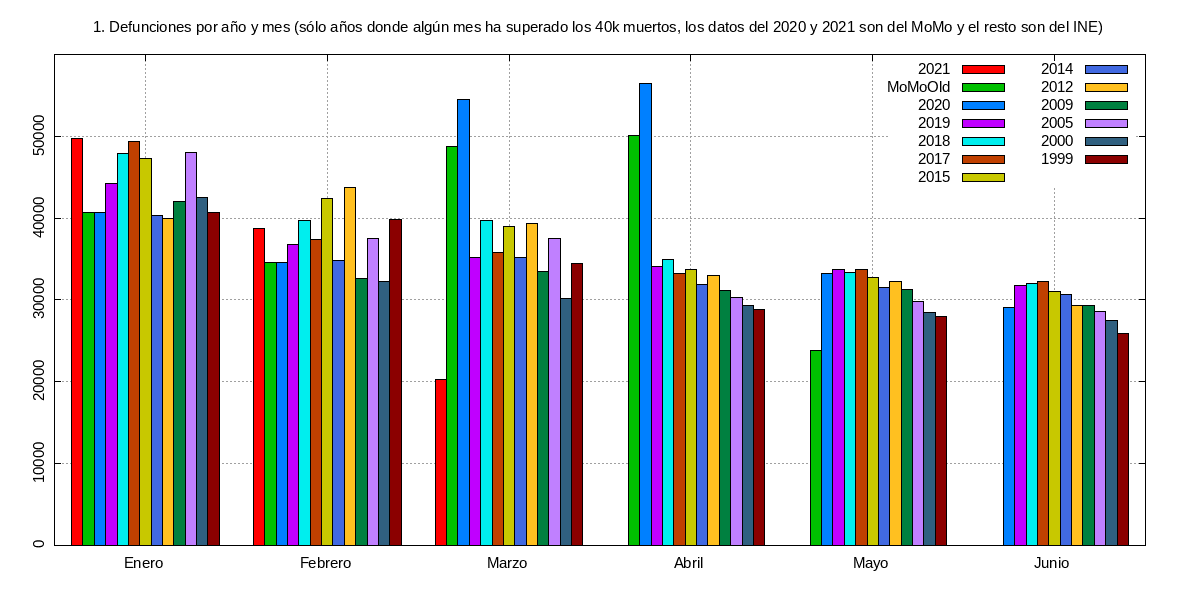 1. Defunciones por año y mes (sólo años donde algún mes ha superado los 40k muertos, los datos del 2020 y 2021 son del MoMo y el resto son del INE)
2021
MoMoOld
2020
2019
2018
2017
2015
2014
2012
2009
2005
2000
1999
50000
40000
30000
20000
10000
0
Enero
Febrero
Marzo
Abril
Mayo
Junio